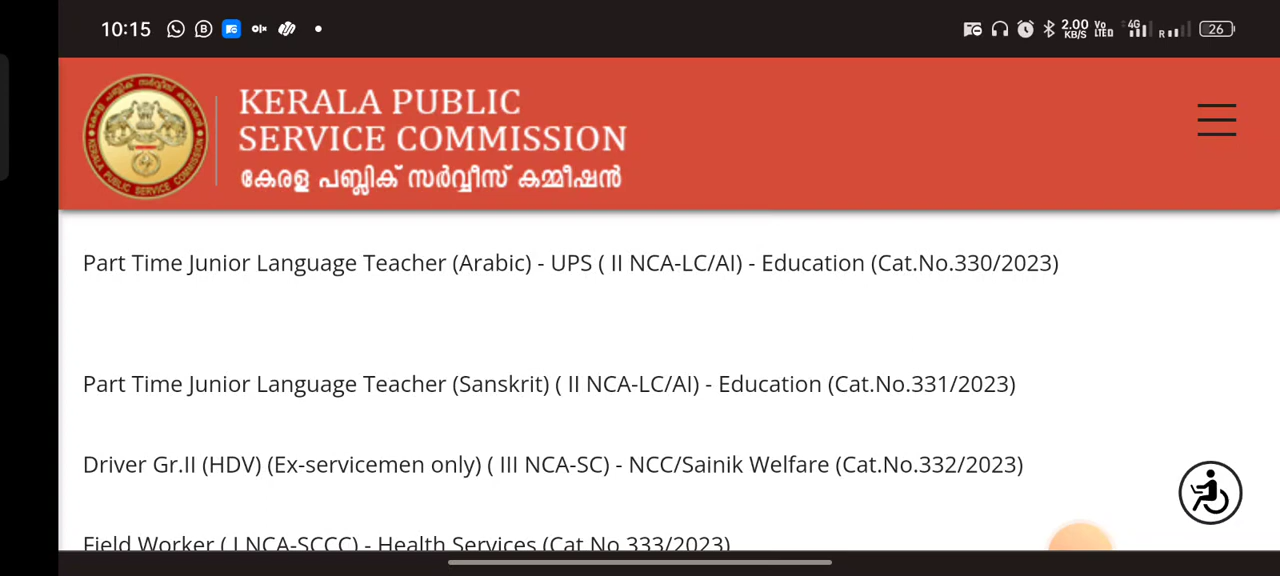 10:15
2.00 KB/S Vo LTE 4G R 26
KERALA PUBLIC
SERVICE COMMISSION
കേരള പബ്ലിക് സർവ്വീസ് കമ്മീഷൻ
Part Time Junior Language Teacher (Arabic) - UPS ( II NCA-LC/AI) - Education (Cat.No.330/2023)
Part Time Junior Language Teacher (Sanskrit) ( II NCA-LC/AI) - Education (Cat.No.331/2023)
Driver Gr.II (HDV) (Ex-servicemen only) ( III NCA-SC) - NCC/Sainik Welfare (Cat.No.332/2023)
Field Worker ( I NCA-SCCC) - Health Services (Cat.No.333/2023)